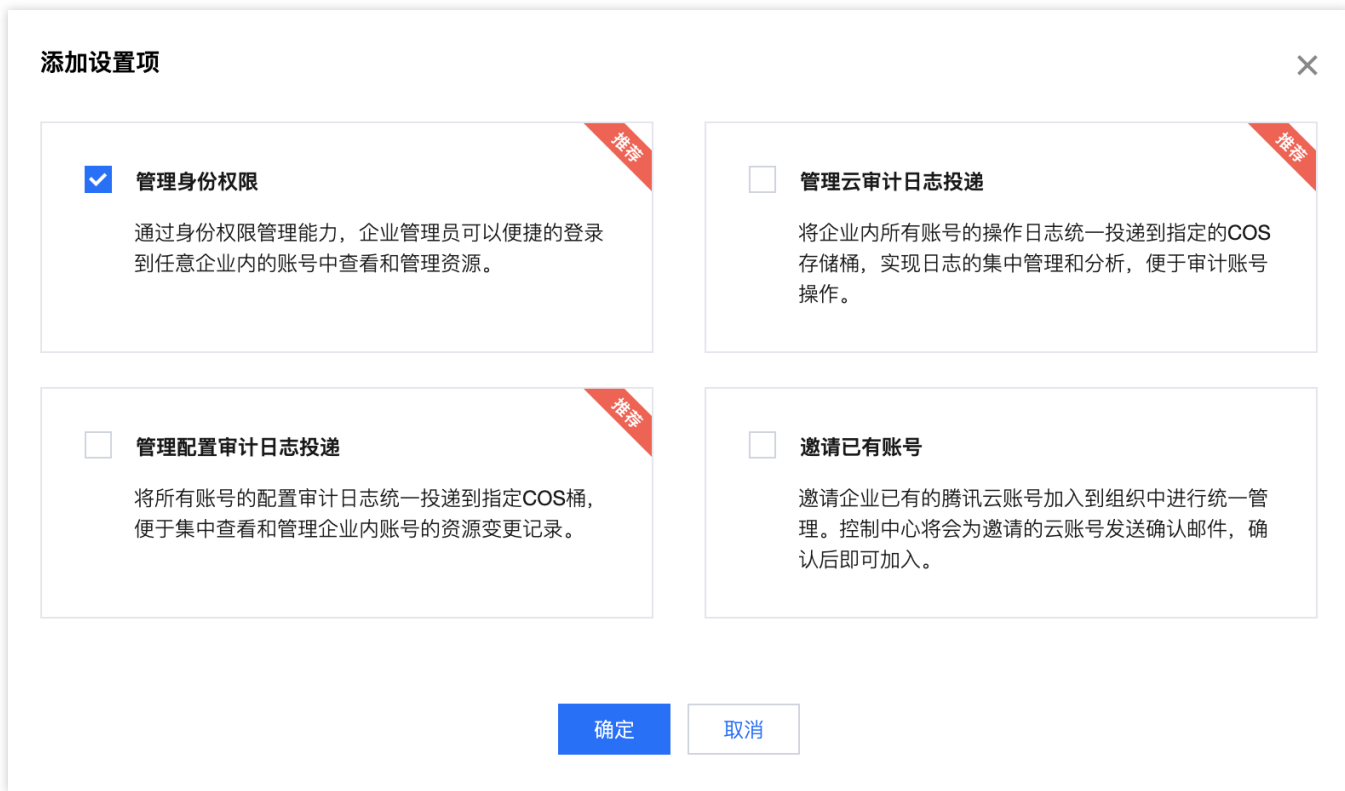 添加设置项
推荐
管理身份权限
通过身份权限管理能力，企业管理员可以便捷的登录
到任意企业内的账号中查看和管理资源。
推荐
管理云审计日志投递
将企业内所有账号的操作日志统一投递到指定的COS
存储桶，实现日志的集中管理和分析，便于审计账号
操作。
推荐
管理配置审计日志投递
将所有账号的配置审计日志统一投递到指定COS桶，
便于集中查看和管理企业内账号的资源变更记录。
邀请已有账号
邀请企业已有的腾讯云账号加入到组织中进行统一管
理。控制中心将会为邀请的云账号发送确认邮件，确
认后即可加入。
确定
取消